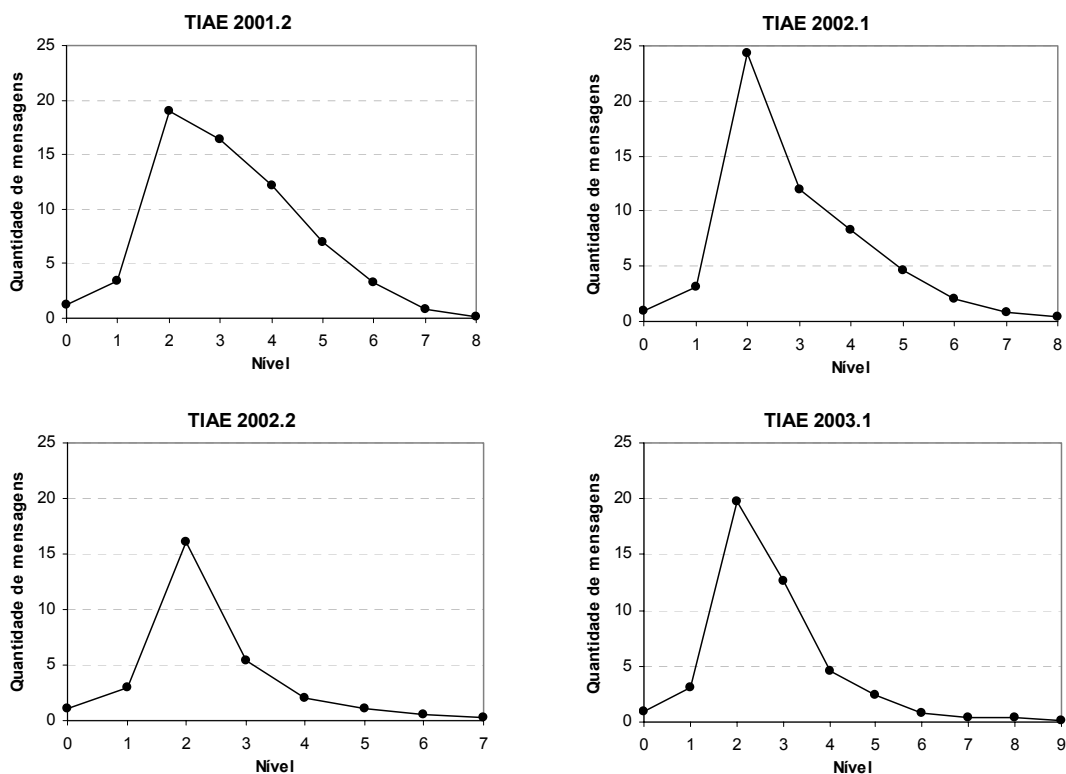 TIAE 2001.2
Quantidade de mensagens
25
20
15
10
5
0
0 1 2 3 4 5 6 7 8
Nível
TIAE 2002.1
Quantidade de mensagens
25
20
15
10
5
0
0 1 2 3 4 5 6 7 8
Nível
TIAE 2002.2
Quantidade de mensagens
25
20
15
10
5
0
0 1 2 3 4 5 6 7
Nível
TIAE 2003.1
Quantidade de mensagens
25
20
15
10
5
0
0 1 2 3 4 5 6 7 8 9
Nível